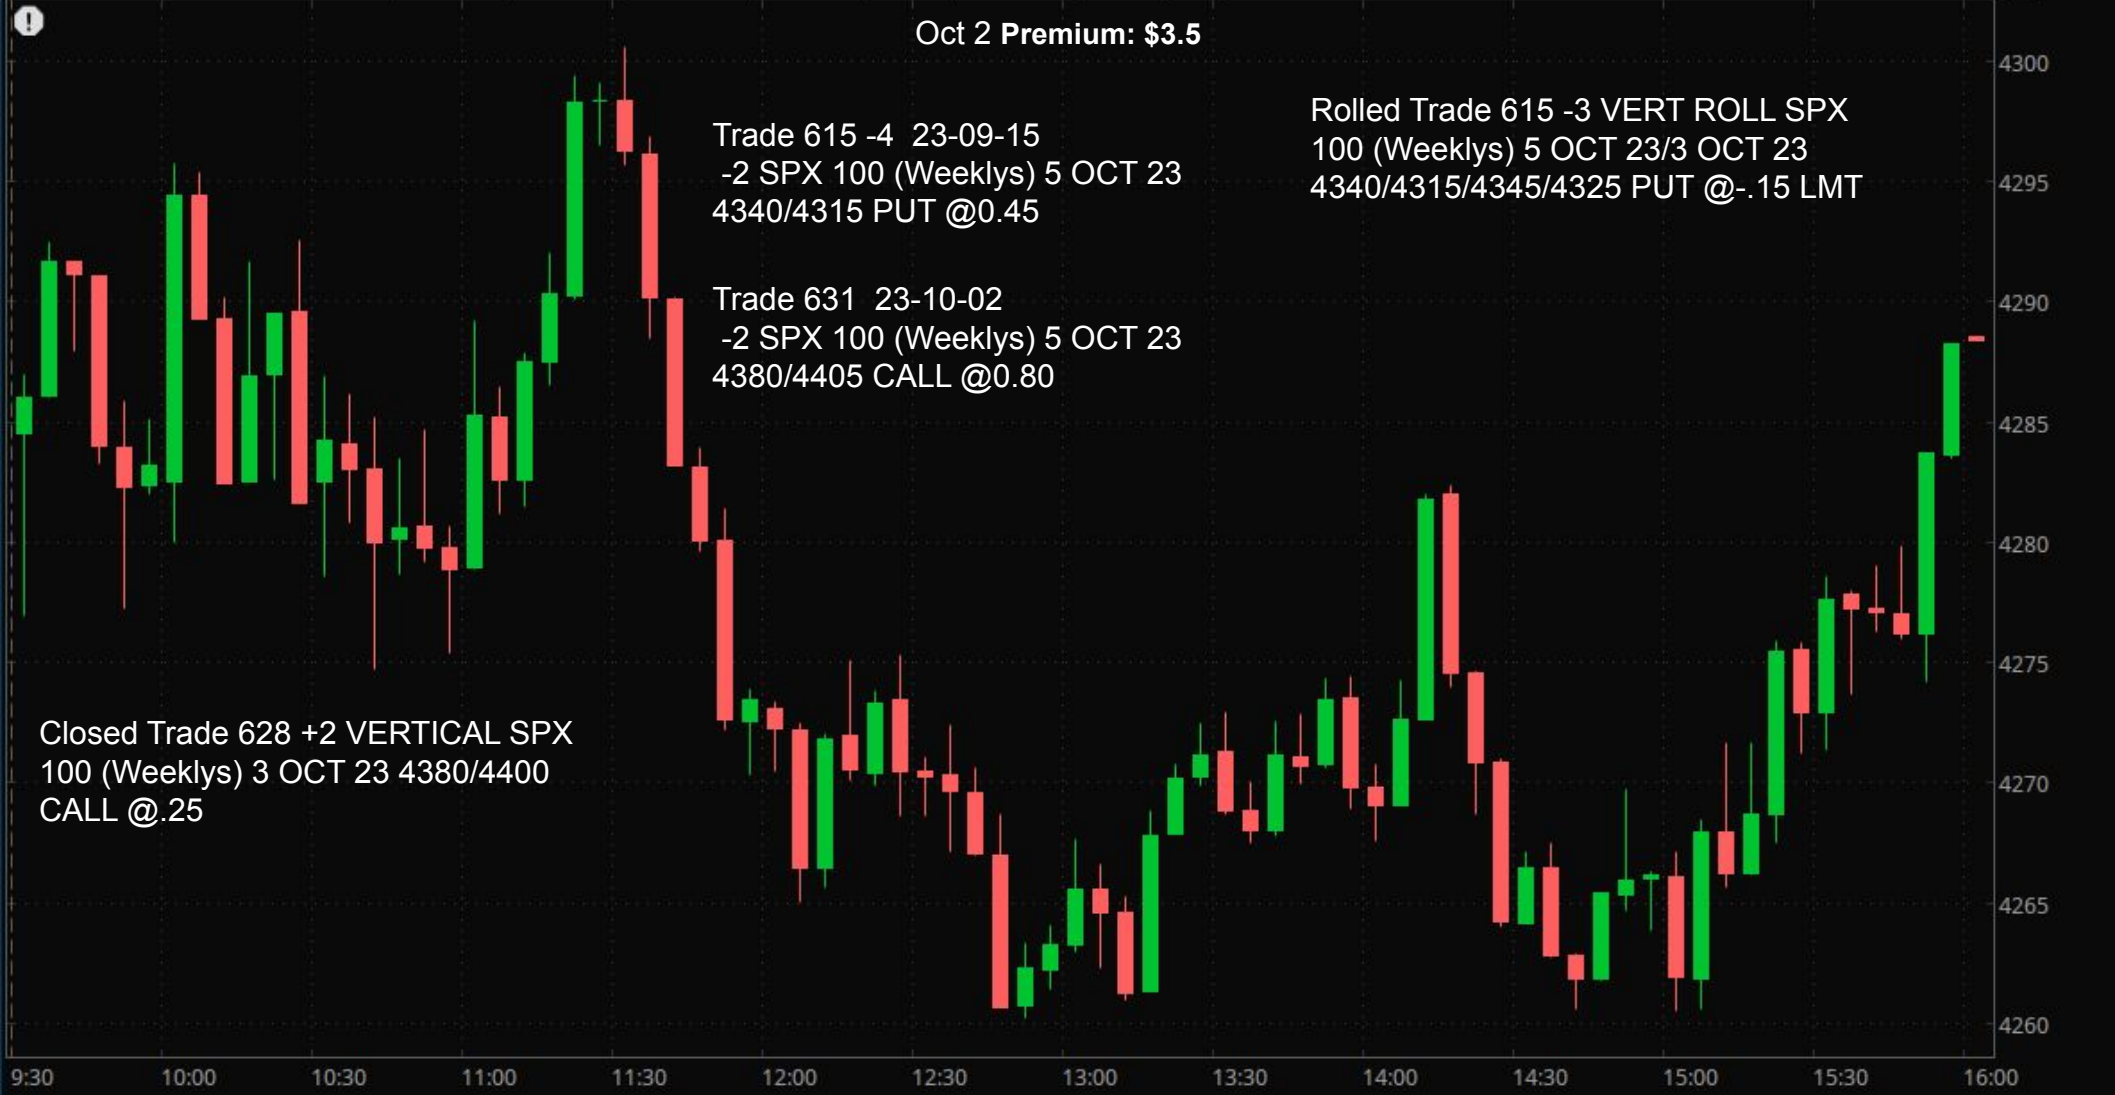 Oct 2 Premium: $3.5
Trade 615 -4  23-09-15
-2 SPX 100 (Weeklys) 5 OCT 23
4340/4315 PUT @0.45
Trade 631  23-10-02
-2 SPX 100 (Weeklys) 5 OCT 23
4380/4405 CALL @0.80
Rolled Trade 615 -3 VERT ROLL SPX
100 (Weeklys) 5 OCT 23/3 OCT 23
4340/4315/4345/4325 PUT @-.15 LMT
Closed Trade 628 +2 VERTICAL SPX
100 (Weeklys) 3 OCT 23 4380/4400
CALL @.25
4300
4295
4290
4285
4280
4275
4270
4265
4260
9:30
10:00
10:30
11:00
11:30
12:00
12:30
13:00
13:30
14:00
14:30
15:00
15:30
16:00